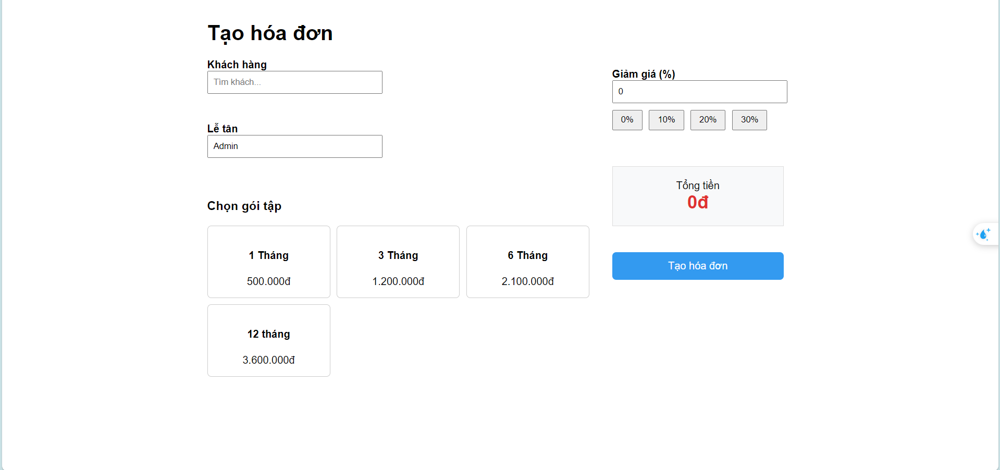 Tạo hóa đơn
Khách hàng
Tìm khách...
Lễ tân
Admin
Chọn gói tập
1 Tháng
500.000đ
3 Tháng
1.200.000đ
6 Tháng
2.100.000đ
12 tháng
3.600.000đ
Giảm giá (%)
0
0%
10%
20%
30%
Tổng tiền
0đ
Tạo hóa đơn